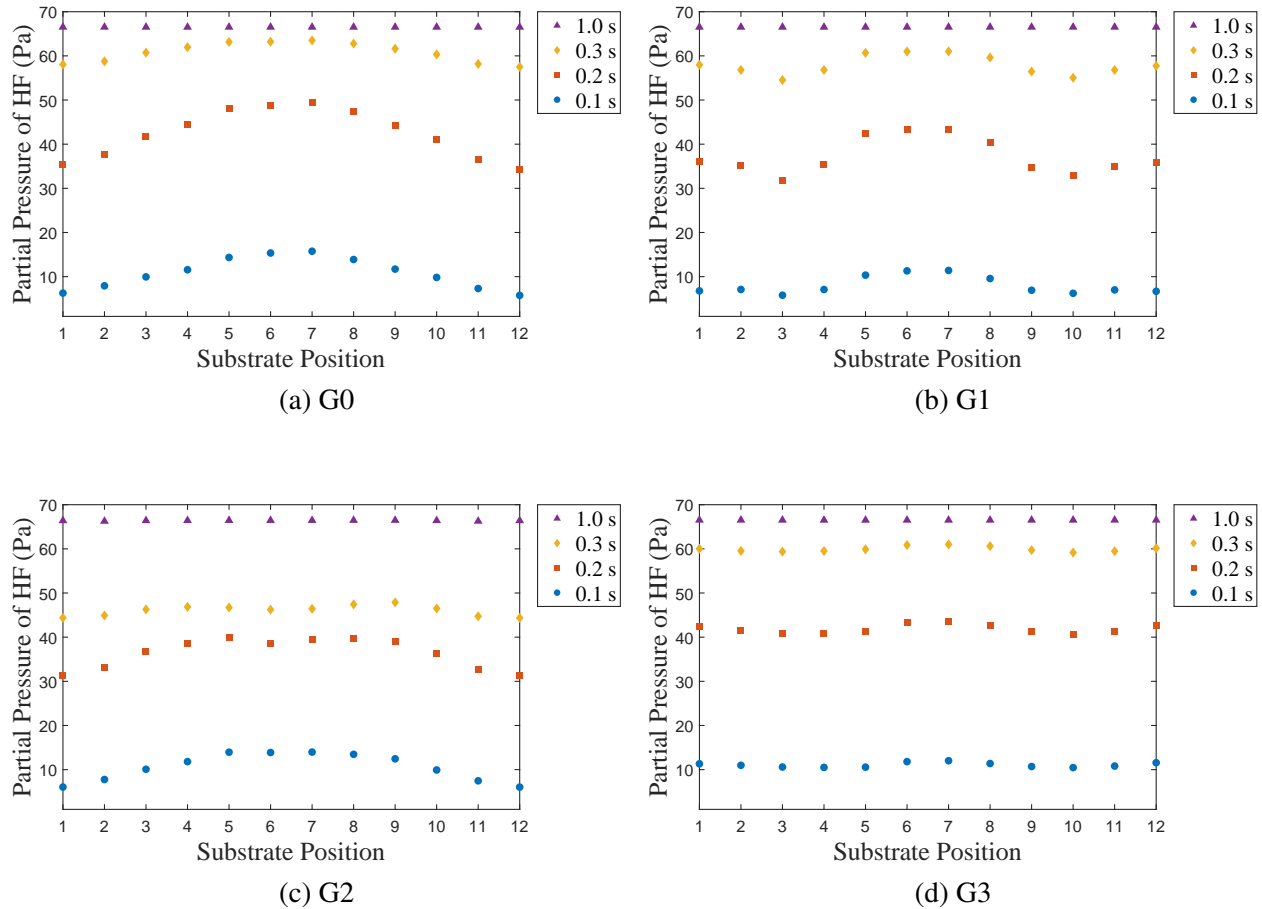 70
60
50
40
30
20
10
Partial Pressure of HF (Pa)
1 2 3 4 5 6 7 8 9 10 11 12
Substrate Position
1.0 s
0.3 s
0.2 s
0.1 s
(a) G0
70
60
50
40
30
20
10
Partial Pressure of HF (Pa)
1 2 3 4 5 6 7 8 9 10 11 12
Substrate Position
1.0 s
0.3 s
0.2 s
0.1 s
(b) G1
70
60
50
40
30
20
10
Partial Pressure of HF (Pa)
1 2 3 4 5 6 7 8 9 10 11 12
Substrate Position
1.0 s
0.3 s
0.2 s
0.1 s
(c) G2
70
60
50
40
30
20
10
Partial Pressure of HF (Pa)
1 2 3 4 5 6 7 8 9 10 11 12
Substrate Position
1.0 s
0.3 s
0.2 s
0.1 s
(d) G3